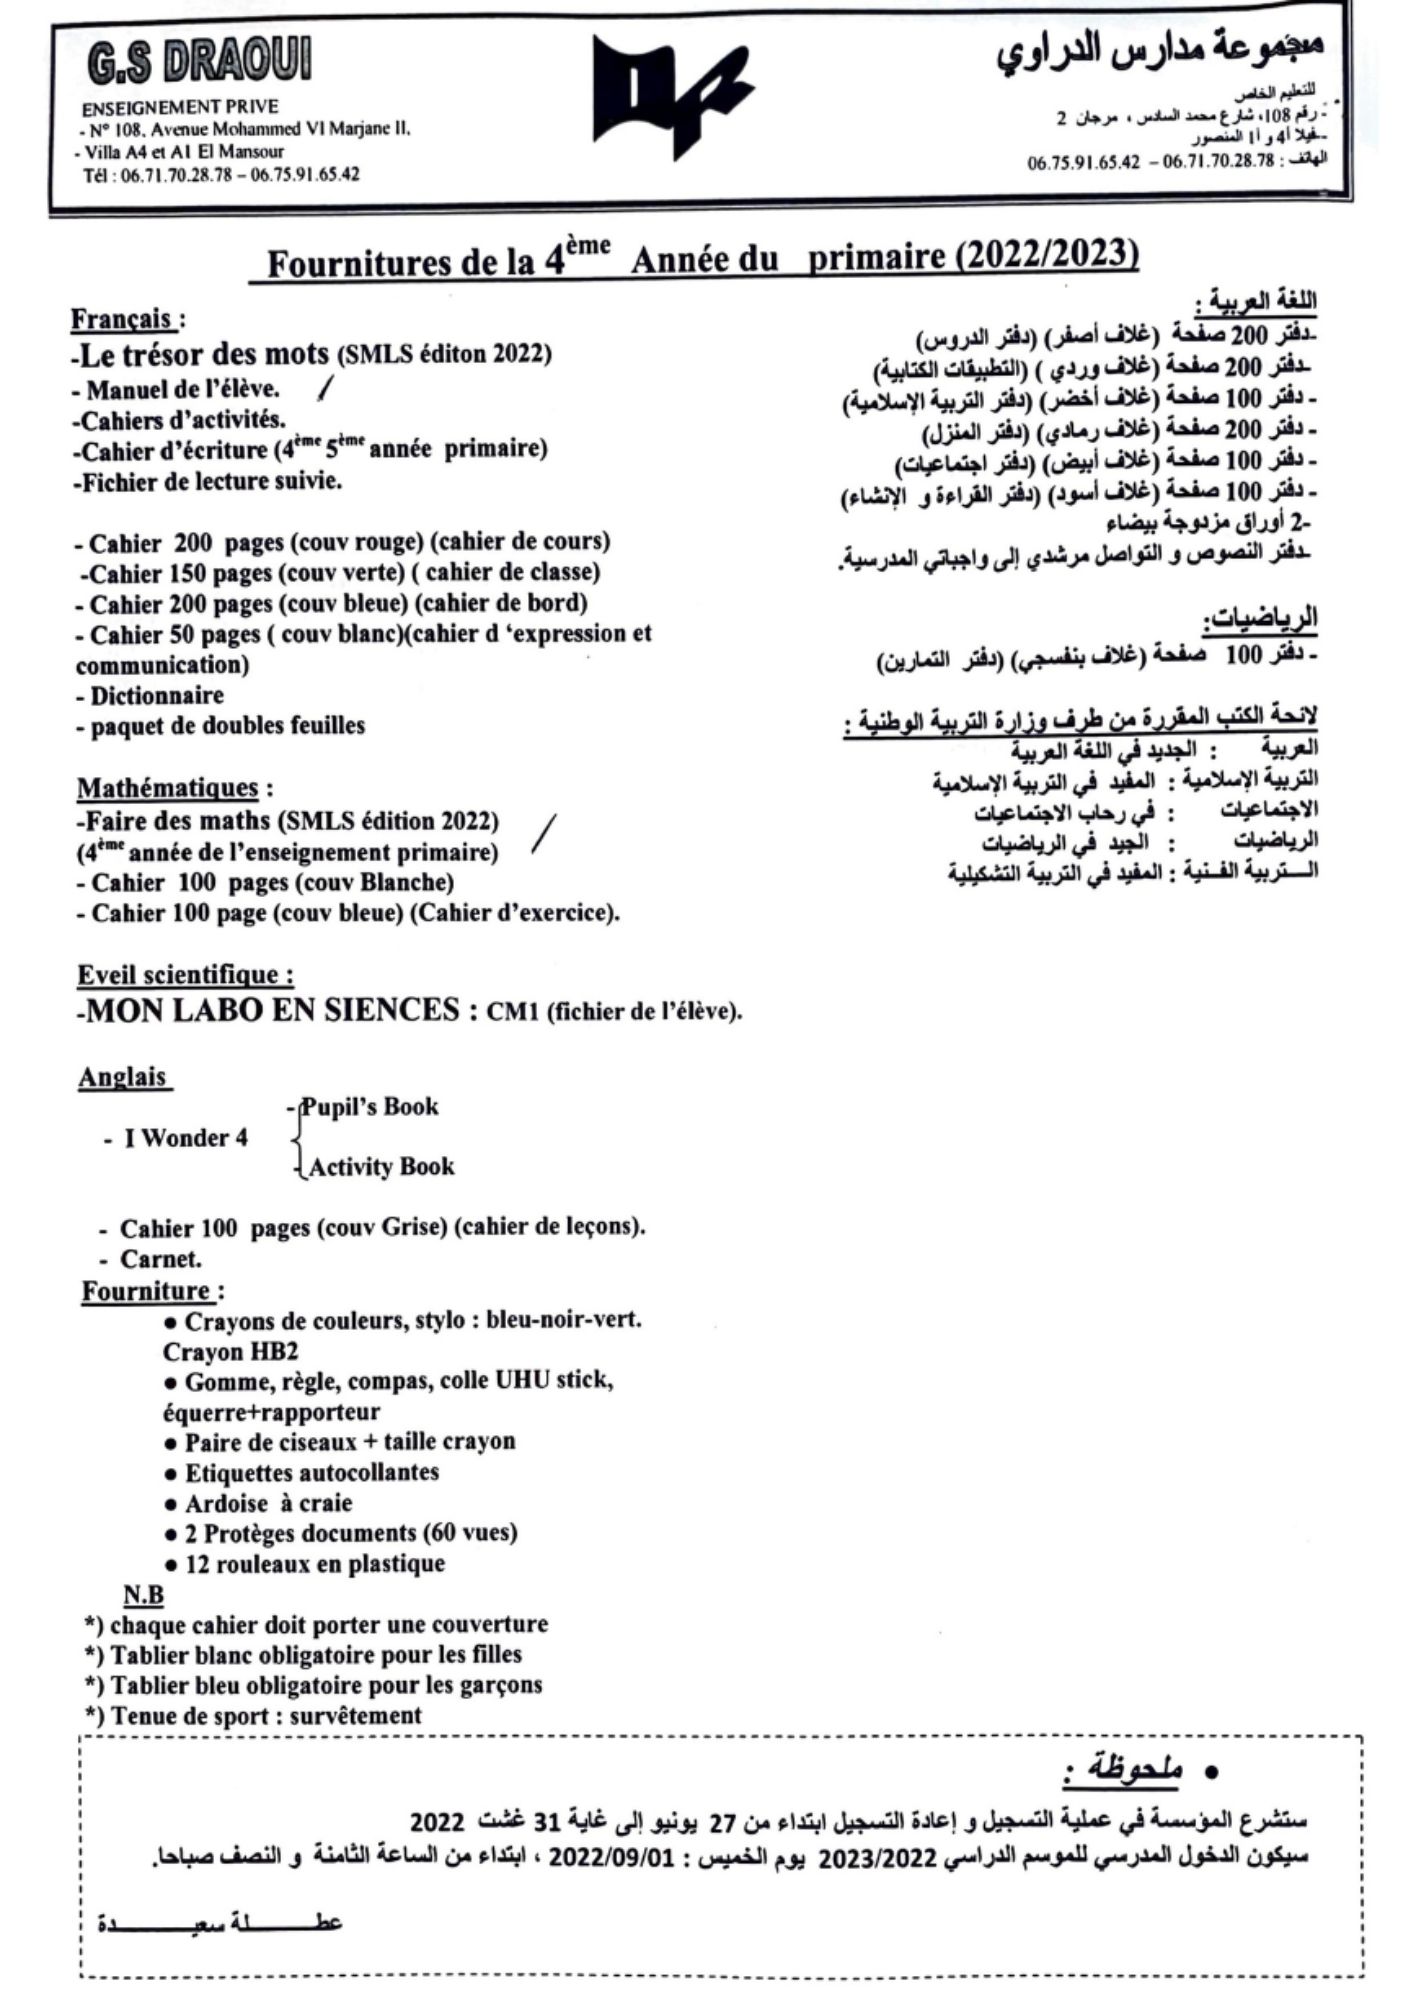 G.S DRAOUI
ENSEIGNEMENT PRIVE
- N° 108, Avenue Mohammed VI Marjane II,
- Villa A4 et A1 El Mansour
Tél : 06.71.70.28.78 – 06.75.91.65.42
مجموعة مدارس الدراوي
للتعليم الخاص
- رقم 108، شارع محمد السادس ، مرجان 2
-فيلا أ4 و أ1 المنصور
الهاتف : 06.71.70.28.78 – 06.75.91.65.42
Fournitures de la 4ème Année du primaire (2022/2023)
Français :
-Le trésor des mots (SMLS éditon 2022)
- Manuel de l'élève. /
-Cahiers d'activités.
-Cahier d'écriture (4ème 5ème année primaire)
-Fichier de lecture suivie.
- Cahier 200 pages (couv rouge) (cahier de cours)
-Cahier 150 pages (couv verte) ( cahier de classe)
- Cahier 200 pages (couv bleue) (cahier de bord)
- Cahier 50 pages ( couv blanc)(cahier d ‘expression et
communication)
- Dictionnaire
- paquet de doubles feuilles
Mathématiques :
-Faire des maths (SMLS édition 2022) /
(4ème année de l'enseignement primaire)
- Cahier 100 pages (couv Blanche)
- Cahier 100 page (couv bleue) (Cahier d'exercice).
Eveil scientifique :
-MON LABO EN SIENCES : CM1 (fichier de l'élève).
Anglais
- Pupil's Book
- I Wonder 4
- Activity Book
- Cahier 100 pages (couv Grise) (cahier de leçons).
- Carnet.
Fourniture :
● Crayons de couleurs, stylo : bleu-noir-vert.
Crayon HB2
● Gomme, règle, compas, colle UHU stick,
équerre+rapporteur
● Paire de ciseaux + taille crayon
● Etiquettes autocollantes
● Ardoise à craie
● 2 Protèges documents (60 vues)
● 12 rouleaux en plastique
N.B
*) chaque cahier doit porter une couverture
*) Tablier blanc obligatoire pour les filles
*) Tablier bleu obligatoire pour les garçons
*) Tenue de sport : survêtement
اللغة العربية :
-دفتر 200 صفحة (غلاف أصفر) (دفتر الدروس)
-دفتر 200 صفحة (غلاف وردي ) (التطبيقات الكتابية)
- دفتر 100 صفحة (غلاف أخضر) (دفتر التربية الإسلامية)
- دفتر 200 صفحة (غلاف رمادي) (دفتر المنزل)
- دفتر 100 صفحة (غلاف أبيض) (دفتر اجتماعيات)
- دفتر 100 صفحة (غلاف أسود) (دفتر القراءة و الإنشاء)
-2 أوراق مزدوجة بيضاء
-دفتر النصوص و التواصل مرشدي إلى واجباتي المدرسية.
الرياضيات:
- دفتر 100 صفحة (غلاف بنفسجي) (دفتر التمارين)
لائحة الكتب المقررة من طرف وزارة التربية الوطنية :
العربية : الجديد في اللغة العربية
التربية الإسلامية : المفيد في التربية الإسلامية
الاجتماعيات : في رحاب الاجتماعيات
الرياضيات : الجيد في الرياضيات
الـــتربية الفـنية : المفيد في التربية التشكيلية
● ملحوظة :
ستشرع المؤسسة في عملية التسجيل و إعادة التسجيل ابتداء من 27 يونيو إلى غاية 31 غشت 2022
سيكون الدخول المدرسي للموسم الدراسي 2023/2022 يوم الخميس : 2022/09/01 ، ابتداء من الساعة الثامنة و النصف صباحا.
عطـــــــلة سعيـــــــــدة